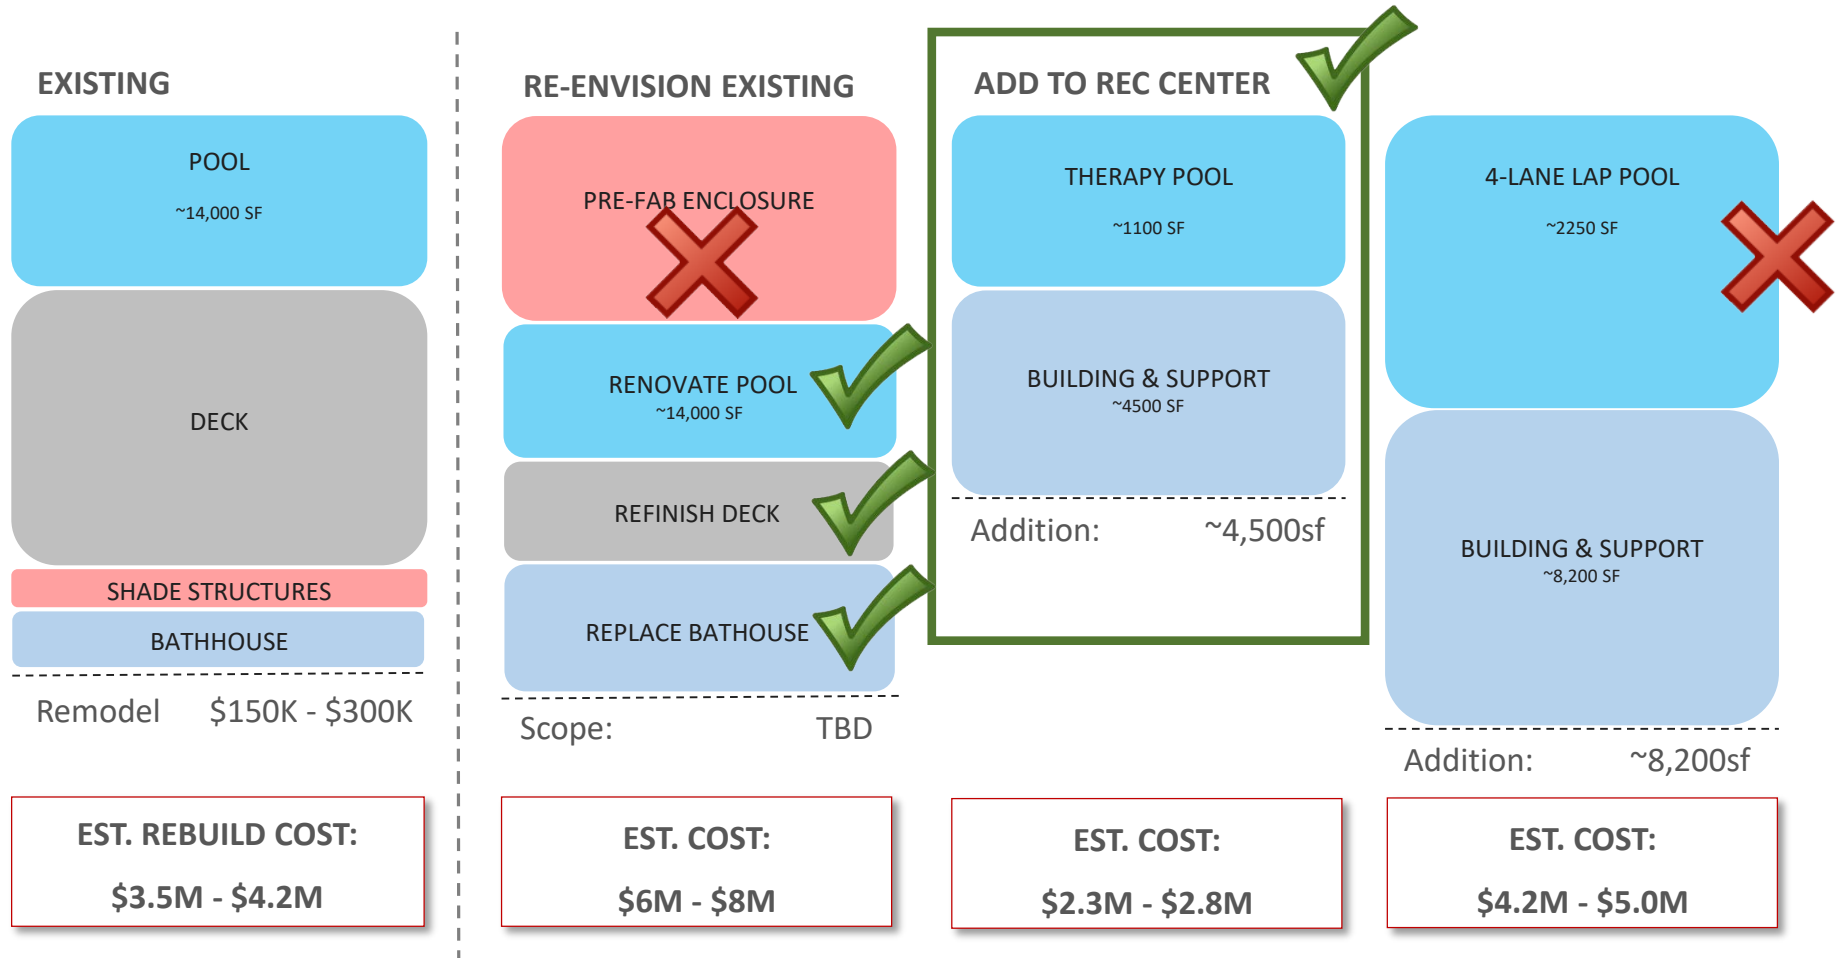 EXISTING
POOL
~14,000 SF
DECK
SHADE STRUCTURES
BATHHOUSE
Remodel $150K - $300K
EST. REBUILD COST:
$3.5M - $4.2M
RE-ENVISION EXISTING
PRE-FAB ENCLOSURE
RENOVATE POOL
~14,000 SF
REFINISH DECK
REPLACE BATHOUSE
Scope: TBD
EST. COST:
$6M - $8M
ADD TO REC CENTER
THERAPY POOL
~1100 SF
BUILDING & SUPPORT
~4500 SF
Addition: ~4,500sf
EST. COST:
$2.3M - $2.8M
4-LANE LAP POOL
~2250 SF
BUILDING & SUPPORT
~8,200 SF
Addition: ~8,200sf
EST. COST:
$4.2M - $5.0M